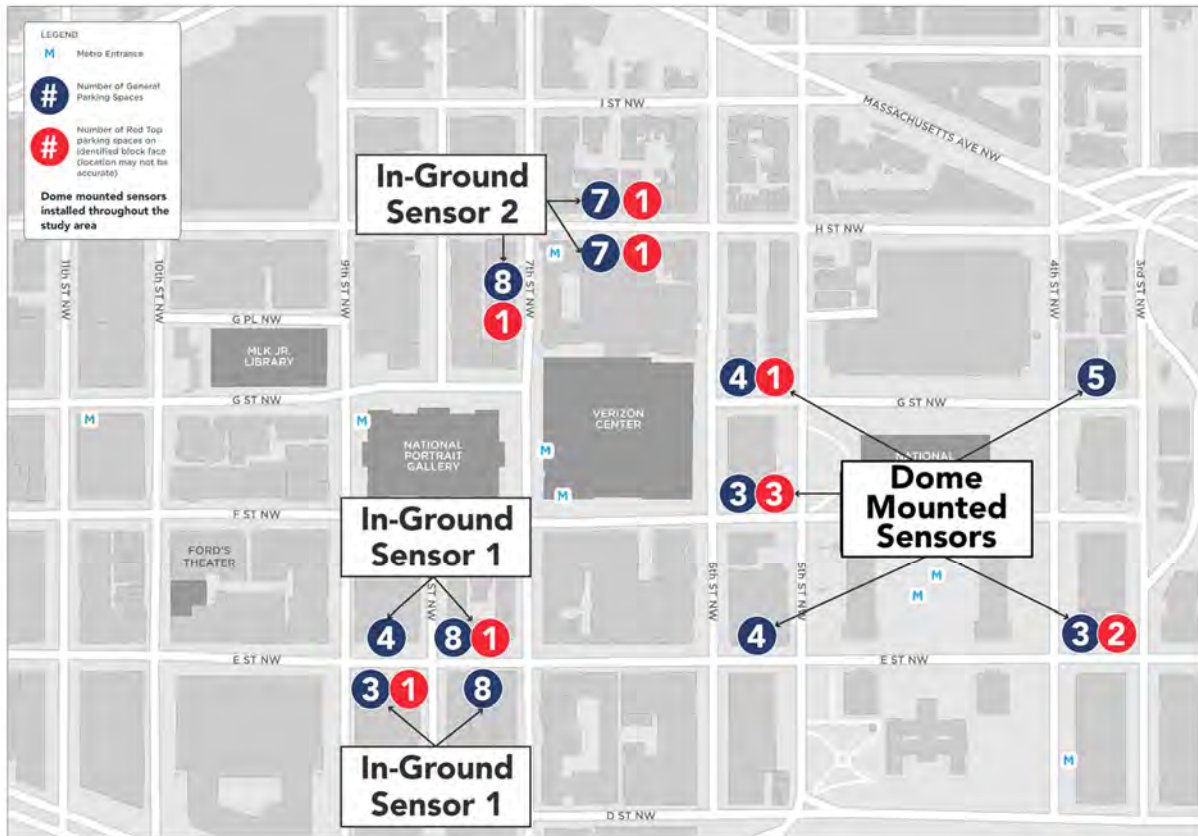 LEGEND
M Metro Entrance
# Number of General
Parking Spaces
# Number of Red Top
parking spaces on
identified block face
(location may not be
accurate)
Dome mounted sensors
installed throughout the
study area
I ST NW
MASSACHUSETTS AVE NW
In-Ground
Sensor 2
7 1
H ST NW
M
7 1
8
1
11th ST NW
10th ST NW
9th ST NW
7th ST NW
4th ST NW
3rd ST NW
G PL NW
MLK JR.
LIBRARY
4 1
5
G ST NW
G ST NW
M
M
NATIONAL
PORTRAIT
GALLERY
VERIZON
CENTER
M
M
NATIONAL
Dome
Mounted
Sensors
3 3
F ST NW
In-Ground
Sensor 1
FORD'S
THEATER
ST NW
5th ST NW
5th ST NW
M
M
4
8 1
4
3 2
E ST NW
E ST NW
3 1
8
In-Ground
Sensor 1
M
D ST NW